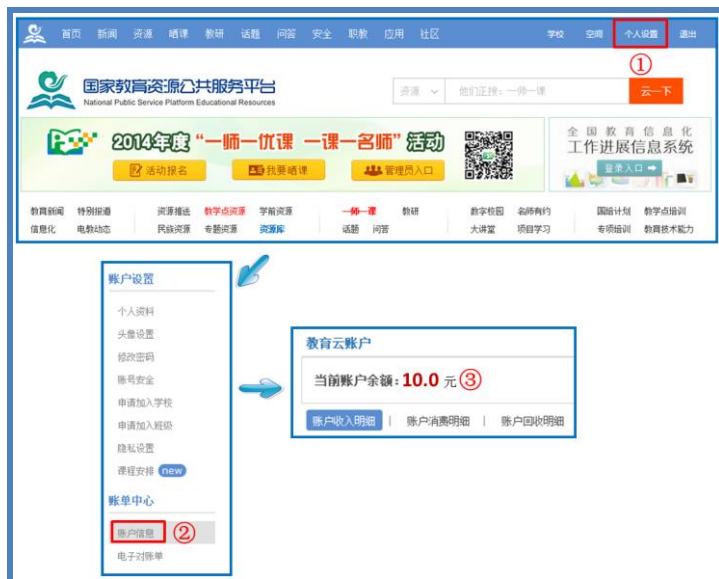 首页 新闻 资源 晒课 教研 话题 问答 安全 职教 应用 社区 学校 空间 个人设置 退出
①
国家教育资源公共服务平台
National Public Service Platform Educational Resources
资源 他们正搜：一师一课 云一下
2014年度“一师一优课 一课一名师”活动
活动报名 我要晒课 管理员入口
全国教育信息化
工作进展信息系统
登录入口
教育新闻 特别报道 资源推送 教学点资源 学前资源 一师一课 教研 数字校园 名师有约 国培计划 教学点培训
信息化 电教动态 民族资源 专题资源 资源库 话题 问答 大讲堂 项目学习 专项培训 教育技术能力
账户设置
个人资料
头像设置
修改密码
账号安全
申请加入学校
申请加入班级
隐私设置
课程安排 new
账单中心
账户信息 ②
电子对账单
教育云账户
当前账户余额：10.0 元 ③
账户收入明细 | 账户消费明细 | 账户回收明细